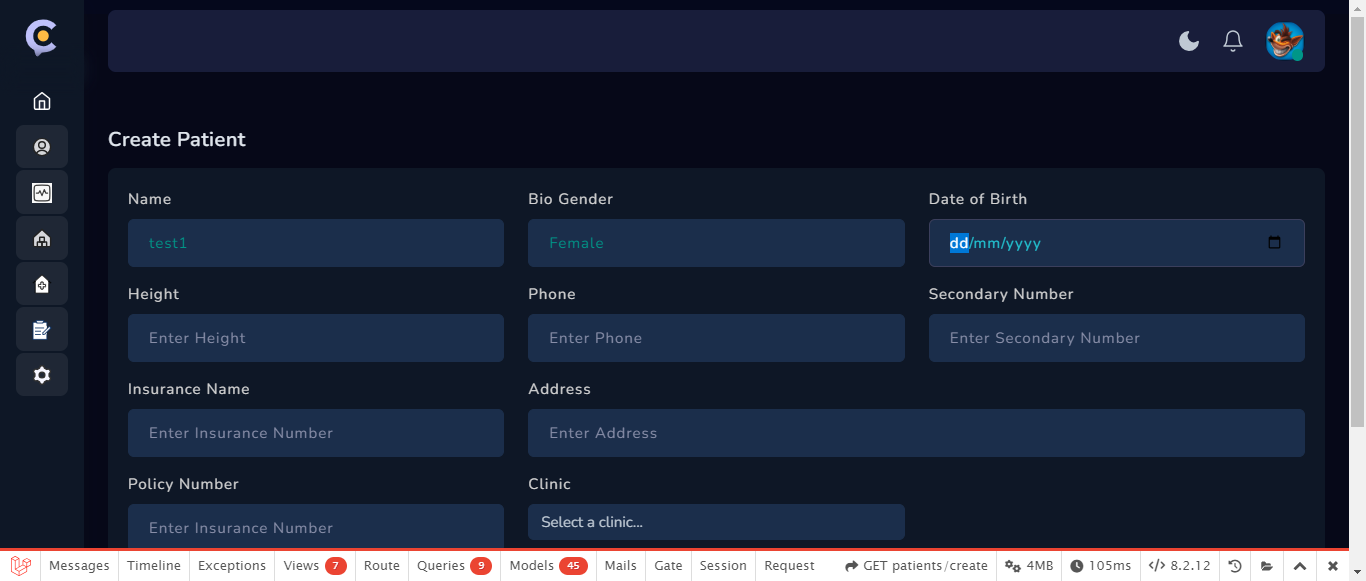 Create Patient
Name Bio Gender Date of Birth
test1 Female dd/mm/yyyy
Height Phone Secondary Number
Enter Height Enter Phone Enter Secondary Number
Insurance Name Address
Enter Insurance Number Enter Address
Policy Number Clinic
Enter Insurance Number Select a clinic...
Messages Timeline Exceptions Views 7 Route Queries 9 Models 45 Mails Gate Session Request GET patients/create 4MB 105ms </> 8.2.12